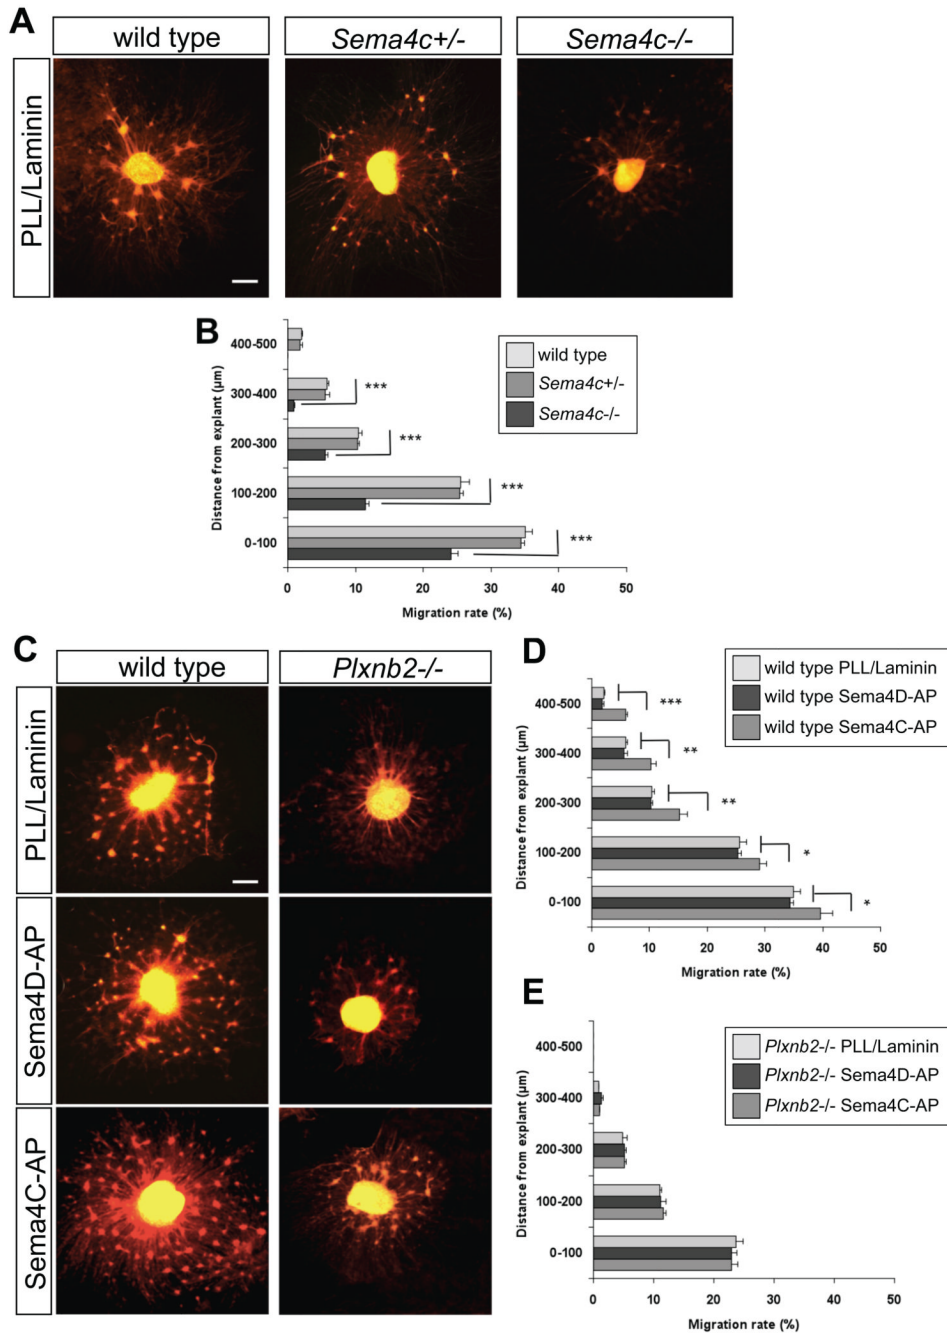 A
wild type
Sema4c+/-
Sema4c-/-
PLL/Laminin
B
Distance from explant (µm)
400-500
300-400
200-300
100-200
0-100
***
***
***
***
0 10 20 30 40 50
Migration rate (%)
wild type
Sema4c+/-
Sema4c-/-
C
wild type
Plxnb2-/-
PLL/Laminin
Sema4D-AP
Sema4C-AP
D
wild type PLL/Laminin
wild type Sema4D-AP
wild type Sema4C-AP
Distance from explant (µm)
400-500
300-400
200-300
100-200
0-100
***
**
**
*
*
0 10 20 30 40 50
Migration rate (%)
E
Plxnb2-/- PLL/Laminin
Plxnb2-/- Sema4D-AP
Plxnb2-/- Sema4C-AP
Distance from explant (µm)
400-500
300-400
200-300
100-200
0-100
0 10 20 30 40 50
Migration rate (%)